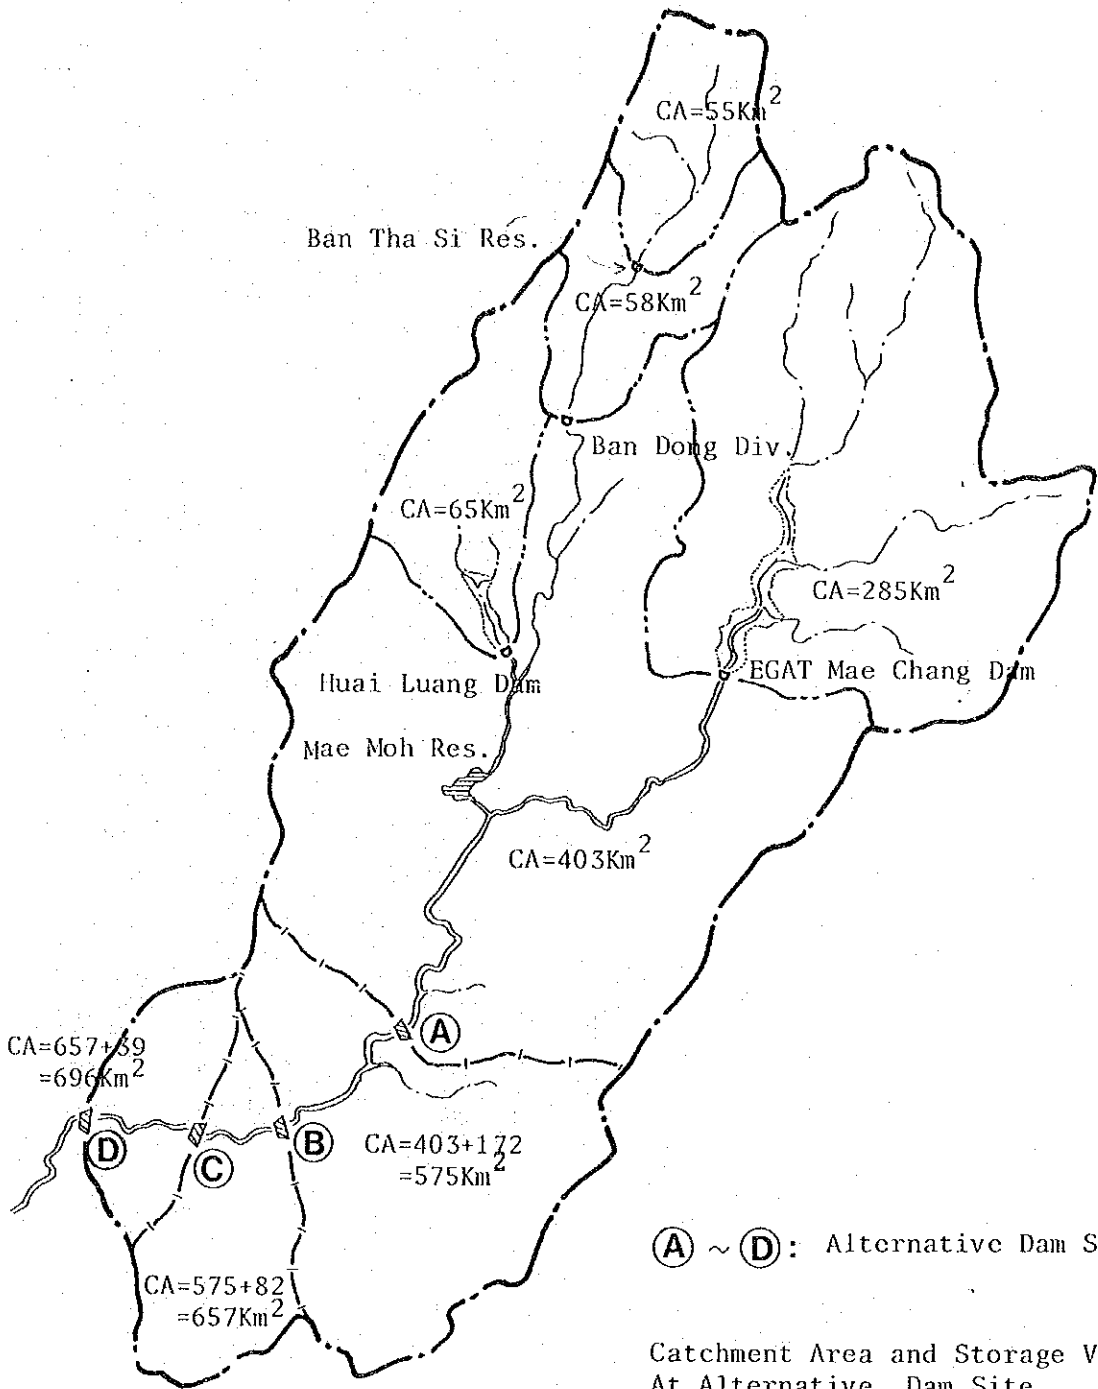 CA=55Km²
Ban Tha Si Res.
CA=58Km²
Ban Dong Div.
CA=65Km²
CA=285Km²
EGAT Mae Chang Dam
Huai Luang Dam
Mae Moh Res.
CA=403Km²
A
CA=657+39
=696Km²
D
C
B
CA=403+172
=575Km²
A ~ D: Alternative Dam S
CA=575+82
=657Km²
Catchment Area and Storage V
At Alternative Dam Site